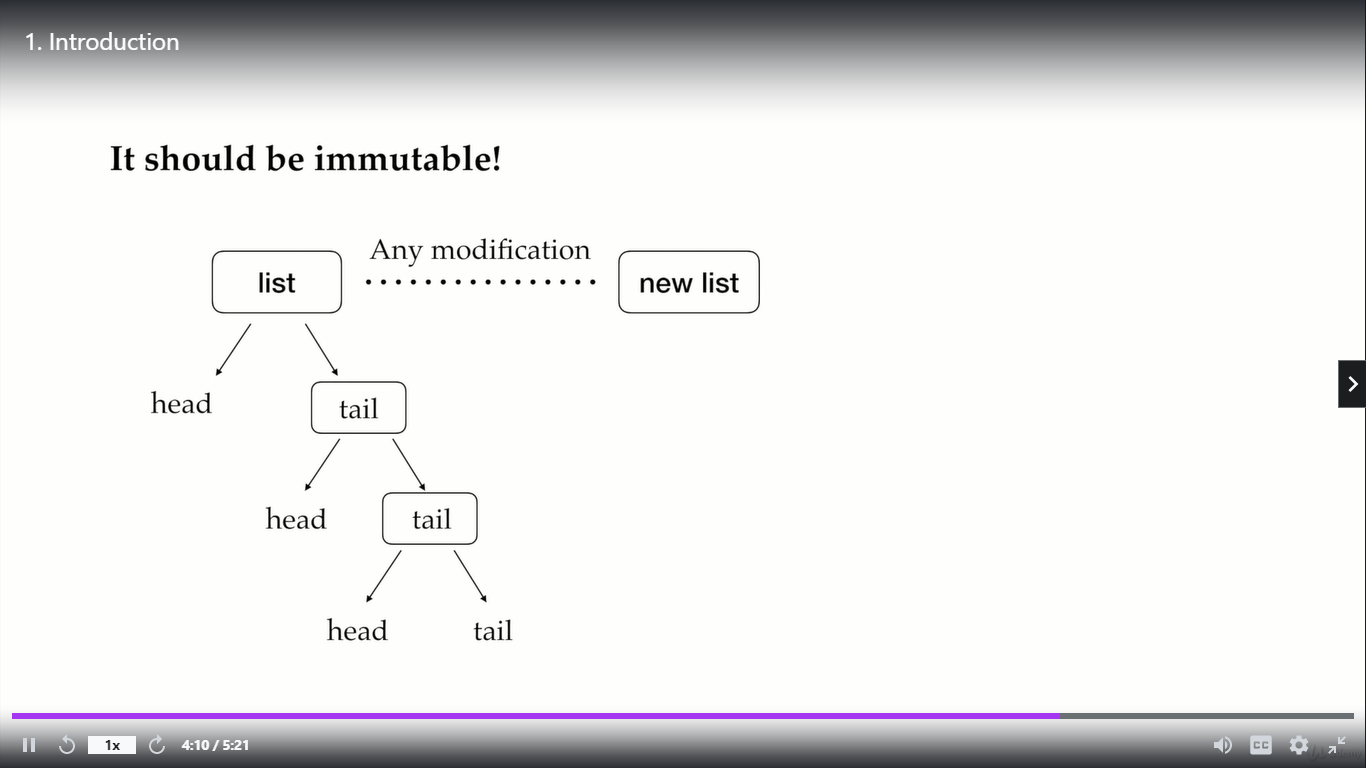 1. Introduction
It should be immutable!
Any modification
list
new list
head
tail
head
tail
head
tail
1x
4:10 / 5:21
CC